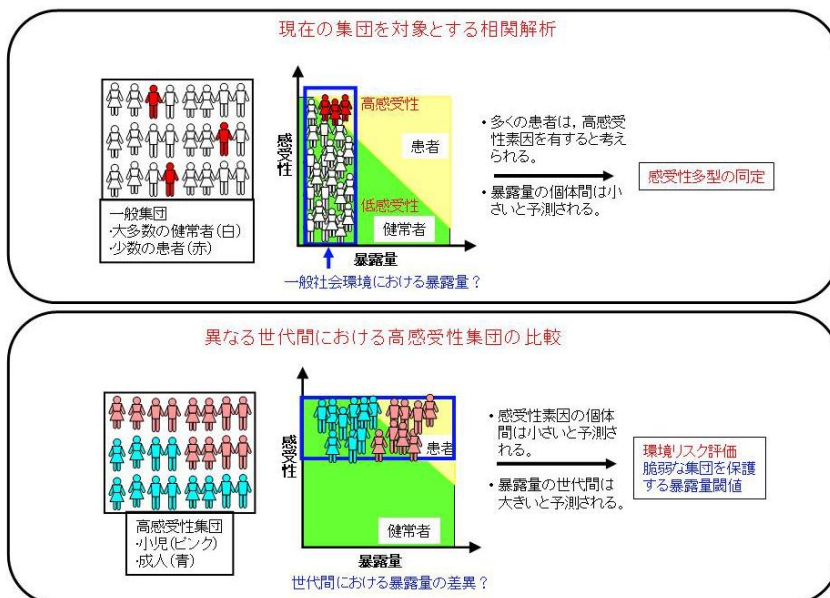 現在の集団を対象とする相関解析
一般集団
・大多数の健常者(白)
・少数の患者(赤)
感受性
高感受性
患者
低感受性
健常者
暴露量
一般社会環境における暴露量?
・多くの患者は,高感受
性素因を有すると考え
られる。
・暴露量の個体間は小
さいと予測される。
感受性多型の同定
異なる世代間における高感受性集団の比較
高感受性集団
・小児(ピンク)
・成人(青)
感受性
患者
健常者
暴露量
世代間における暴露量の差異?
・感受性素因の個体
間は小さいと予測さ
れる。
・暴露量の世代間は
大きいと予測される。
環境リスク評価
脆弱な集団を保護
する暴露量閾値